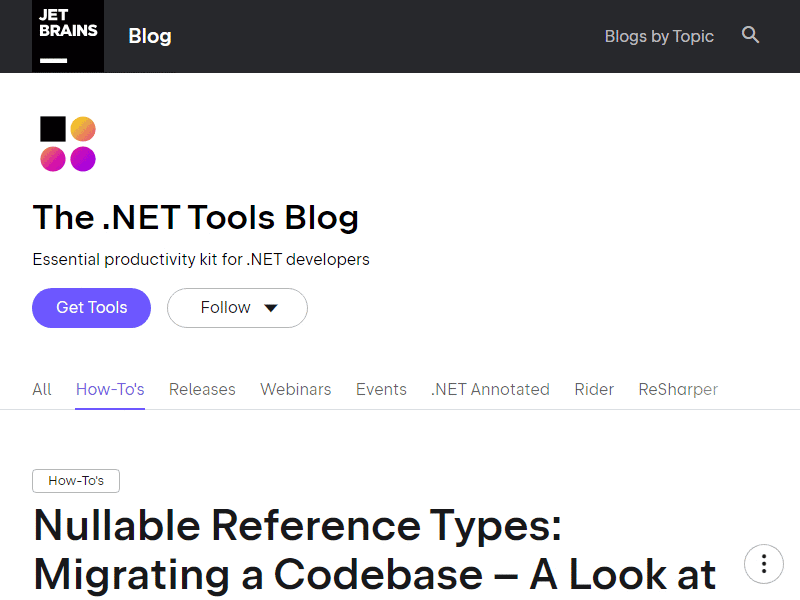 JET
BRAINS
Blog
Blogs by Topic
The .NET Tools Blog
Essential productivity kit for .NET developers
Get Tools
Follow
All How-To's Releases Webinars Events .NET Annotated Rider ReSharper
How-To's
Nullable Reference Types:
Migrating a Codebase – A Look at